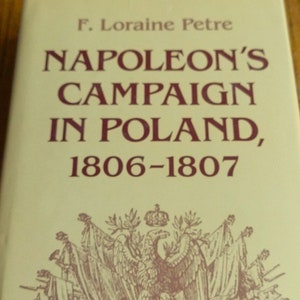 F. Loraine Petre
NAPOLEON'S
CAMPAIGN
IN POLAND,
1806–1807